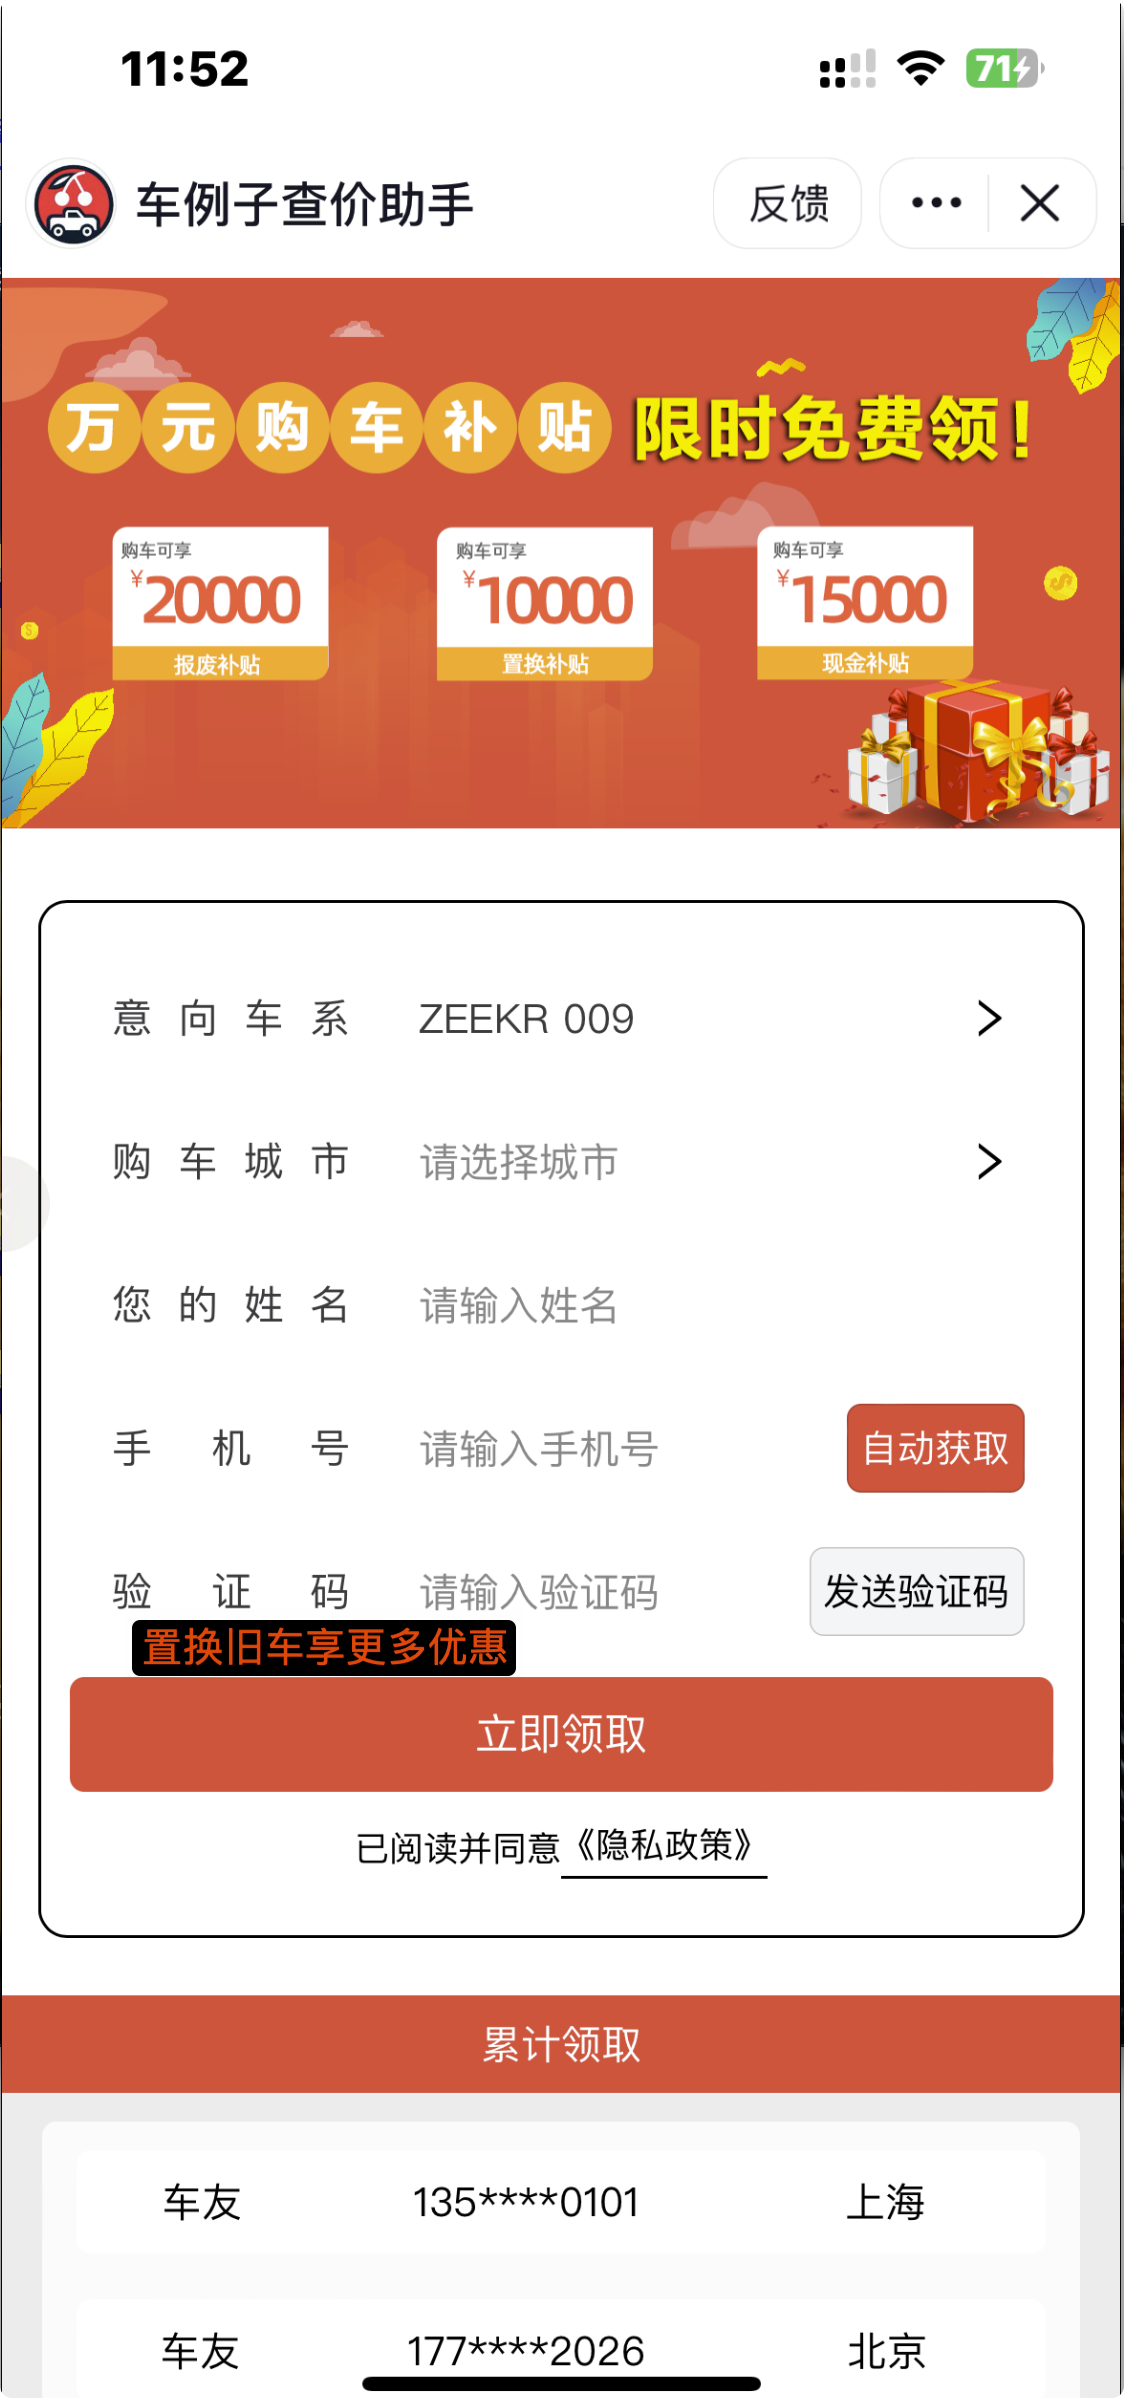 11:52
71
车例子查价助手 反馈
万元购车补贴 限时免费领!
购车可享 购车可享 购车可享
¥20000 ¥10000 ¥15000
报废补贴 置换补贴 现金补贴
意向车系 ZEEKR 009
购车城市 请选择城市
您的姓名 请输入姓名
手机号 请输入手机号 自动获取
验证码 请输入验证码 发送验证码
置换旧车享更多优惠
立即领取
已阅读并同意《隐私政策》
累计领取
车友 135****0101 上海
车友 177****2026 北京